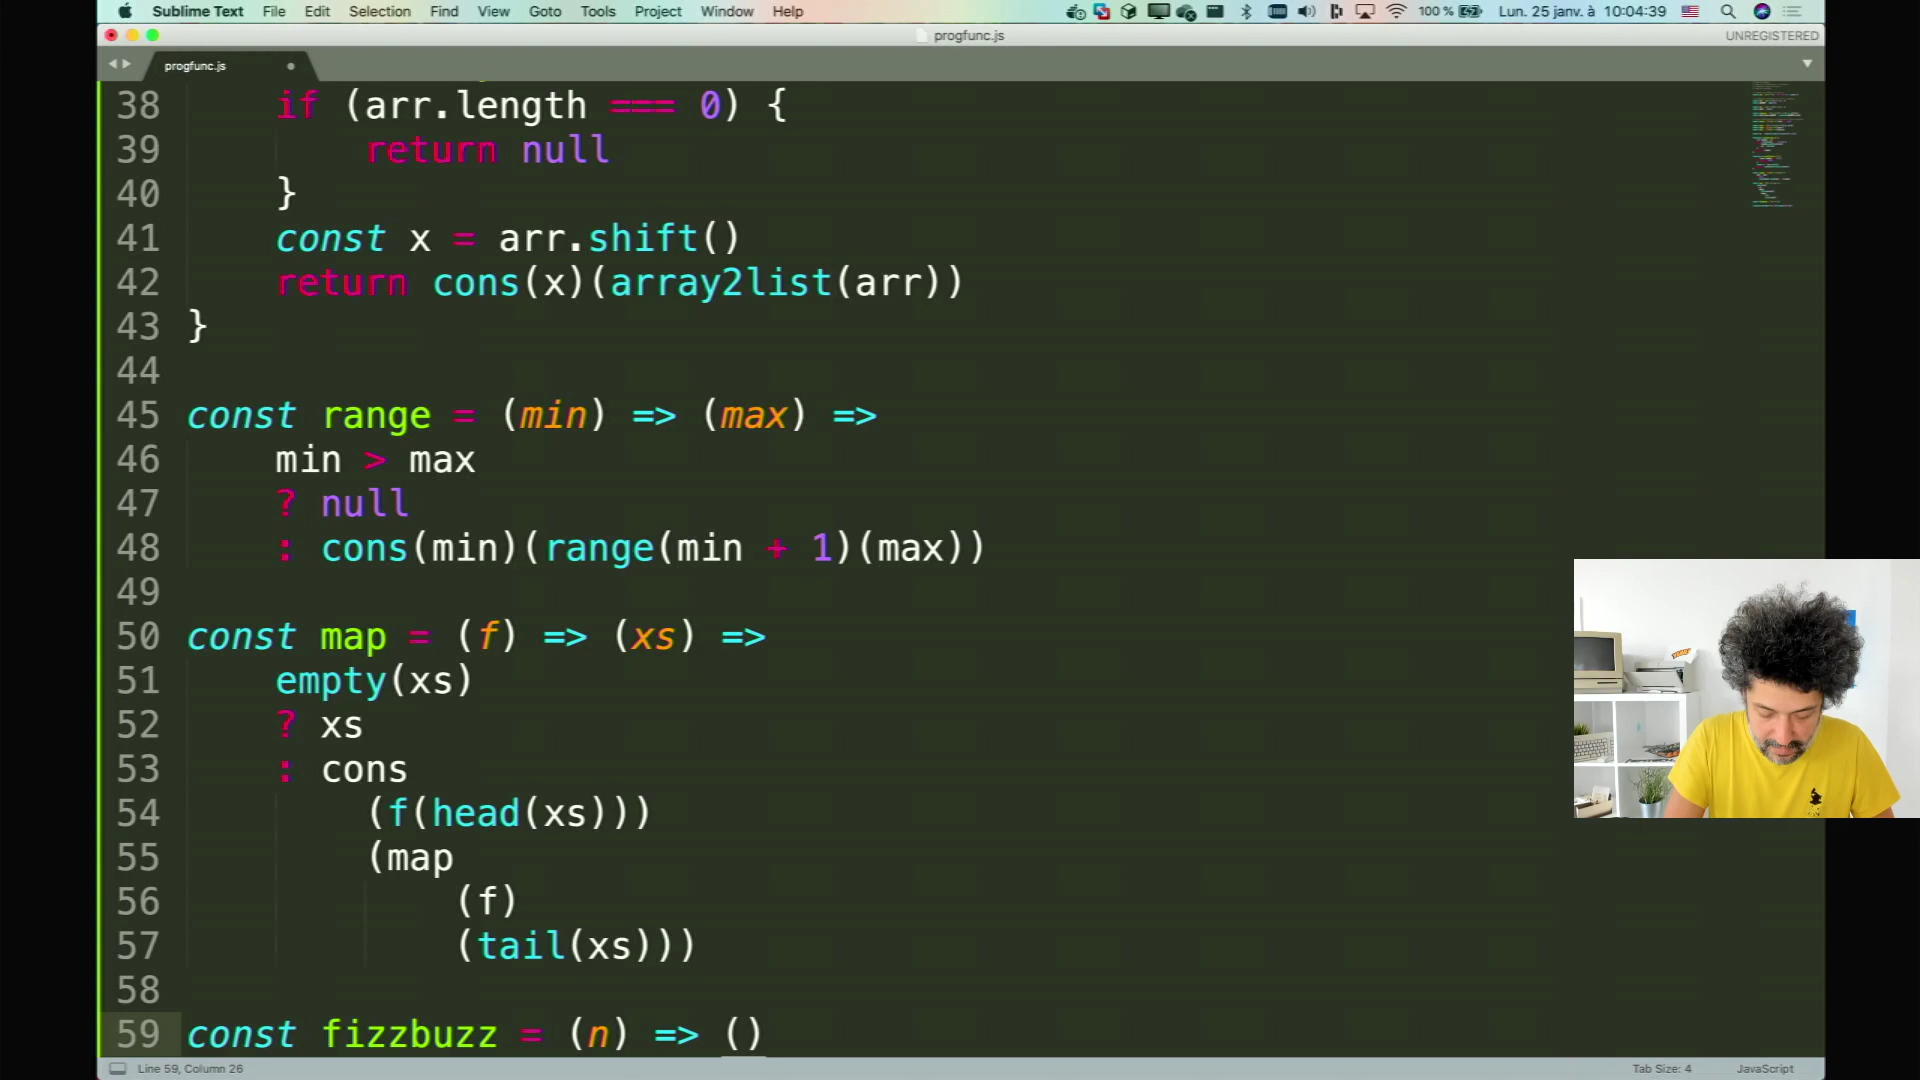 Sublime Text File Edit Selection Find View Goto Tools Project Window Help 100 % Lun. 25 janv. à 10:04:39
progfunc.js UNREGISTERED
progfunc.js
38 if (arr.length === 0) {
39 return null
40 }
41 const x = arr.shift()
42 return cons(x)(array2list(arr))
43 }
44
45 const range = (min) => (max) =>
46 min > max
47 ? null
48 : cons(min)(range(min + 1)(max))
49
50 const map = (f) => (xs) =>
51 empty(xs)
52 ? xs
53 : cons
54 (f(head(xs)))
55 (map
56 (f)
57 (tail(xs)))
58
59 const fizzbuzz = (n) => ()
Line 59, Column 26 Tab Size: 4 JavaScript